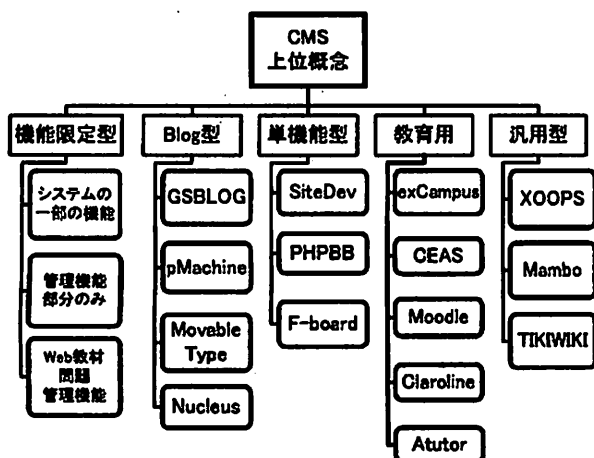 CMS
上位概念
機能限定型
Blog型
単機能型
教育用
汎用型
システムの
一部の機能
管理機能
部分のみ
Web教材
問題
管理機能
GSBLOG
pMachine
Movable
Type
Nucleus
SiteDev
PHPBB
F-board
exCampus
CEAS
Moodle
Claroline
Atutor
XOOPS
Mambo
TIKIWIKI